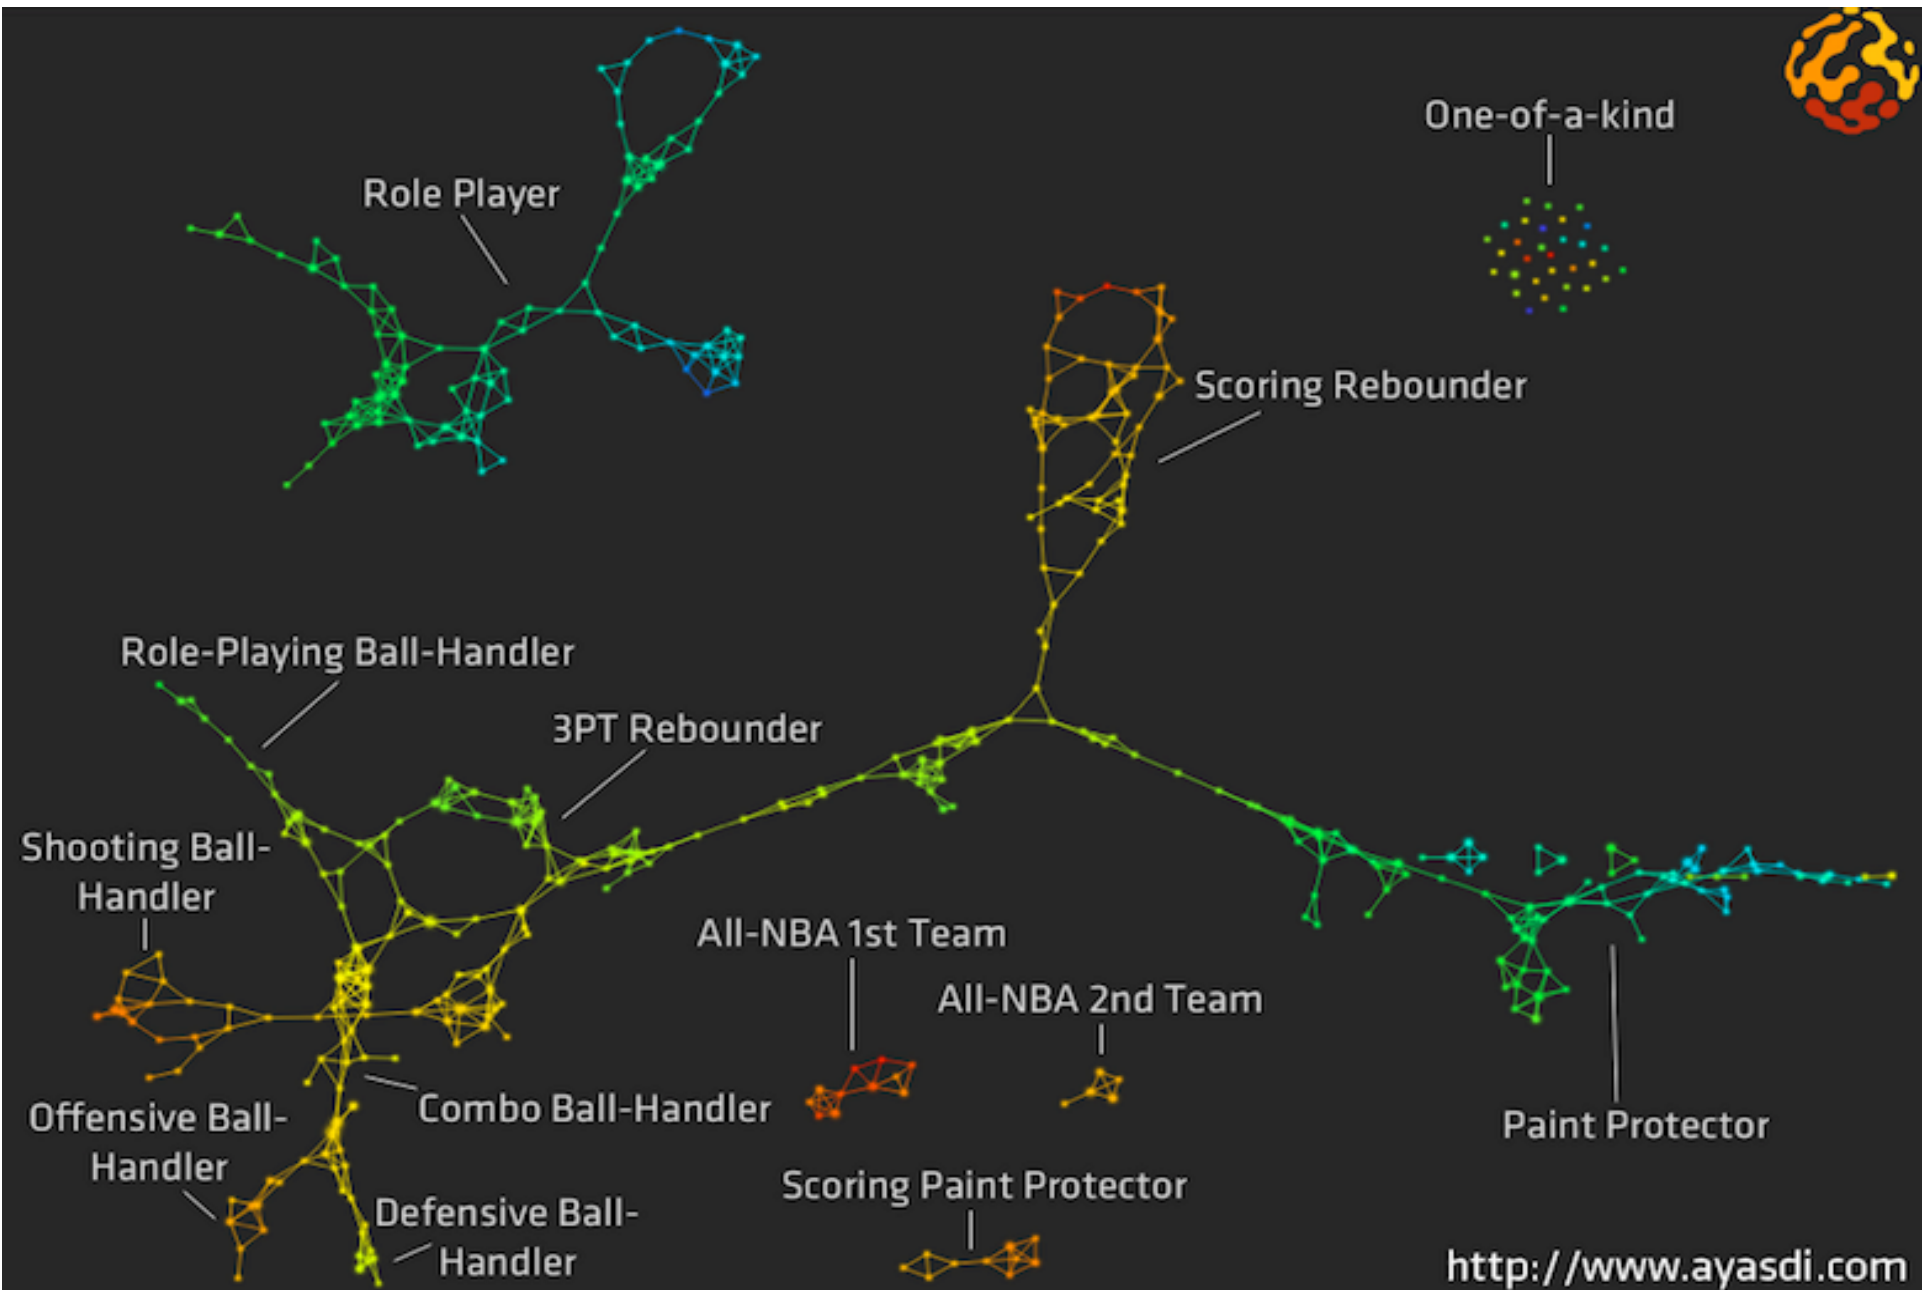 One-of-a-kind
Role Player
Scoring Rebounder
Role-Playing Ball-Handler
3PT Rebounder
Shooting Ball-
Handler
All-NBA 1st Team
All-NBA 2nd Team
Offensive Ball-
Handler
Combo Ball-Handler
Paint Protector
Scoring Paint Protector
Defensive Ball-
Handler
http://www.ayasdi.com